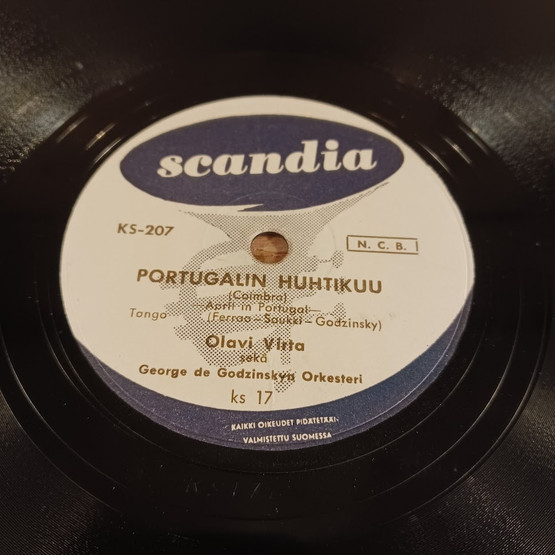 scandia
KS-207
N. C. B.
PORTUGALIN HUHTIKUU
(Coimbra)
—April in Portugal—
Tango (Ferrao—Saukki—Godzinsky)
Olavi Virta
sekä
George de Godzinskyn Orkesteri
ks 17
KAIKKI OIKEUDET PIDÄTETÄÄN-
VALMISTETTU SUOMESSA